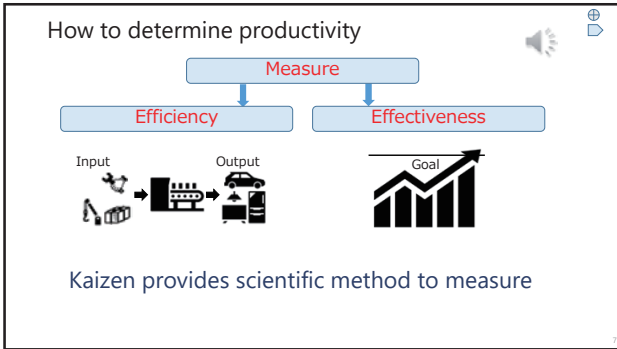 How to determine productivity
Measure
Efficiency
Effectiveness
Input
Output
Goal
Kaizen provides scientific method to measure
7